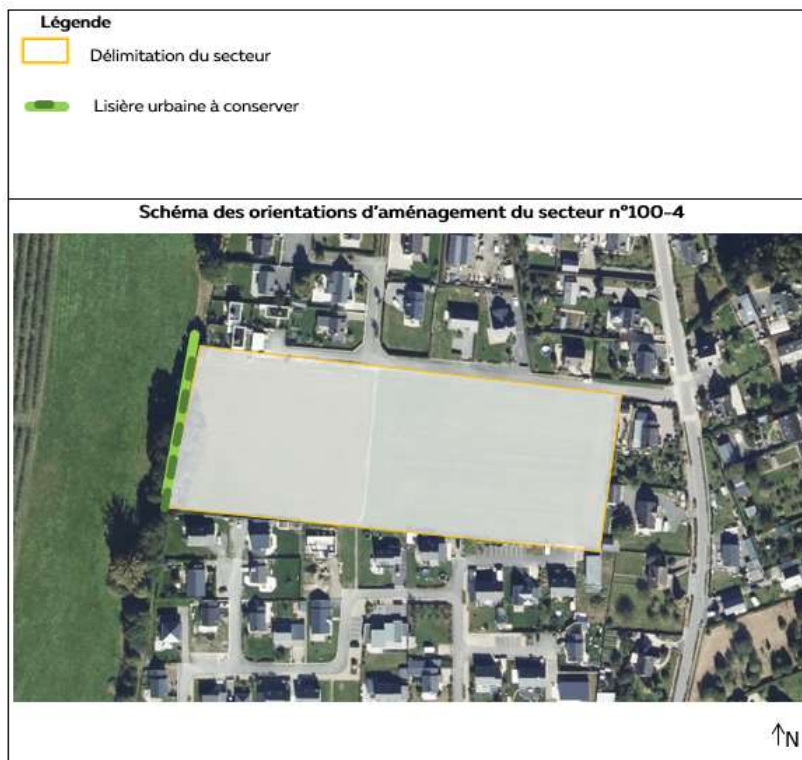 Légende
Délimitation du secteur
Lisière urbaine à conserver
Schéma des orientations d'aménagement du secteur n°100-4
↑N